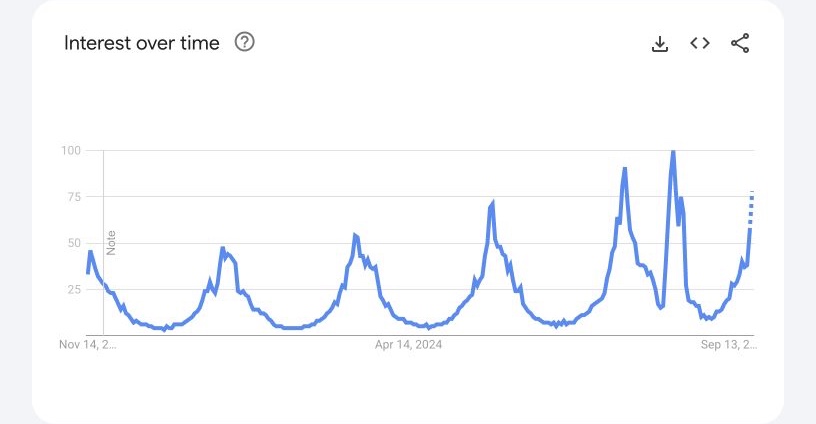 Interest over time
100
75
50
25
Note
Nov 14, 2...
Apr 14, 2024
Sep 13, 2...